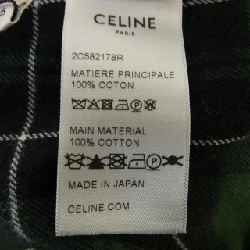 CELINE
PARIS
2C582178R
MATIERE PRINCIPALE
100% COTON
MAIN MATERIAL
100% COTTON
MADE IN JAPAN
CELINE.COM